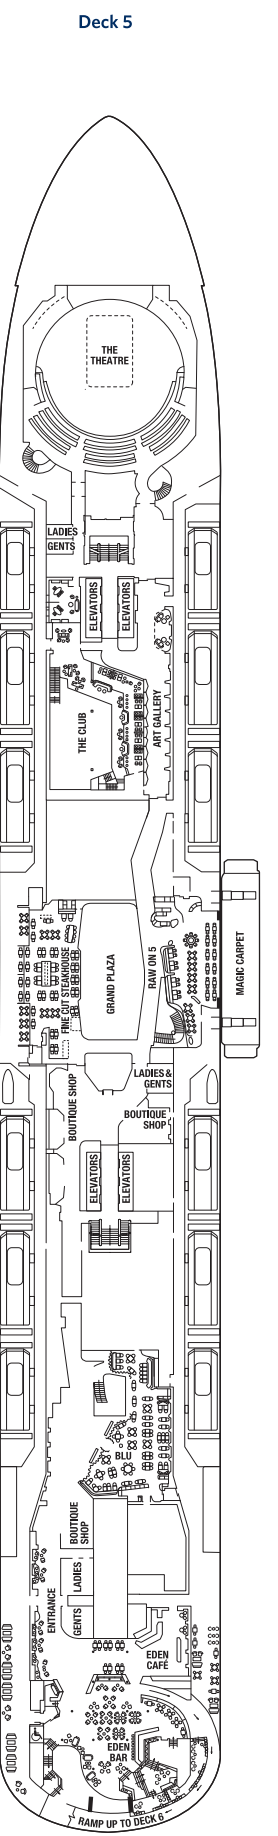 Deck 5
THE
THEATRE
LADIES
GENTS
ELEVATORS
ELEVATORS
THE CLUB
ART GALLERY
FINE CUT STEAKHOUSE
GRAND PLAZA
RAW ON 5
MAGIC CARPET
LADIES &
GENTS
BOUTIQUE SHOP
BOUTIQUE
SHOP
ELEVATORS
ELEVATORS
BLU
BOUTIQUE
SHOP
LADIES
GENTS
ENTRANCE
EDEN
CAFÉ
EDEN
BAR
RAMP UP TO DECK 6